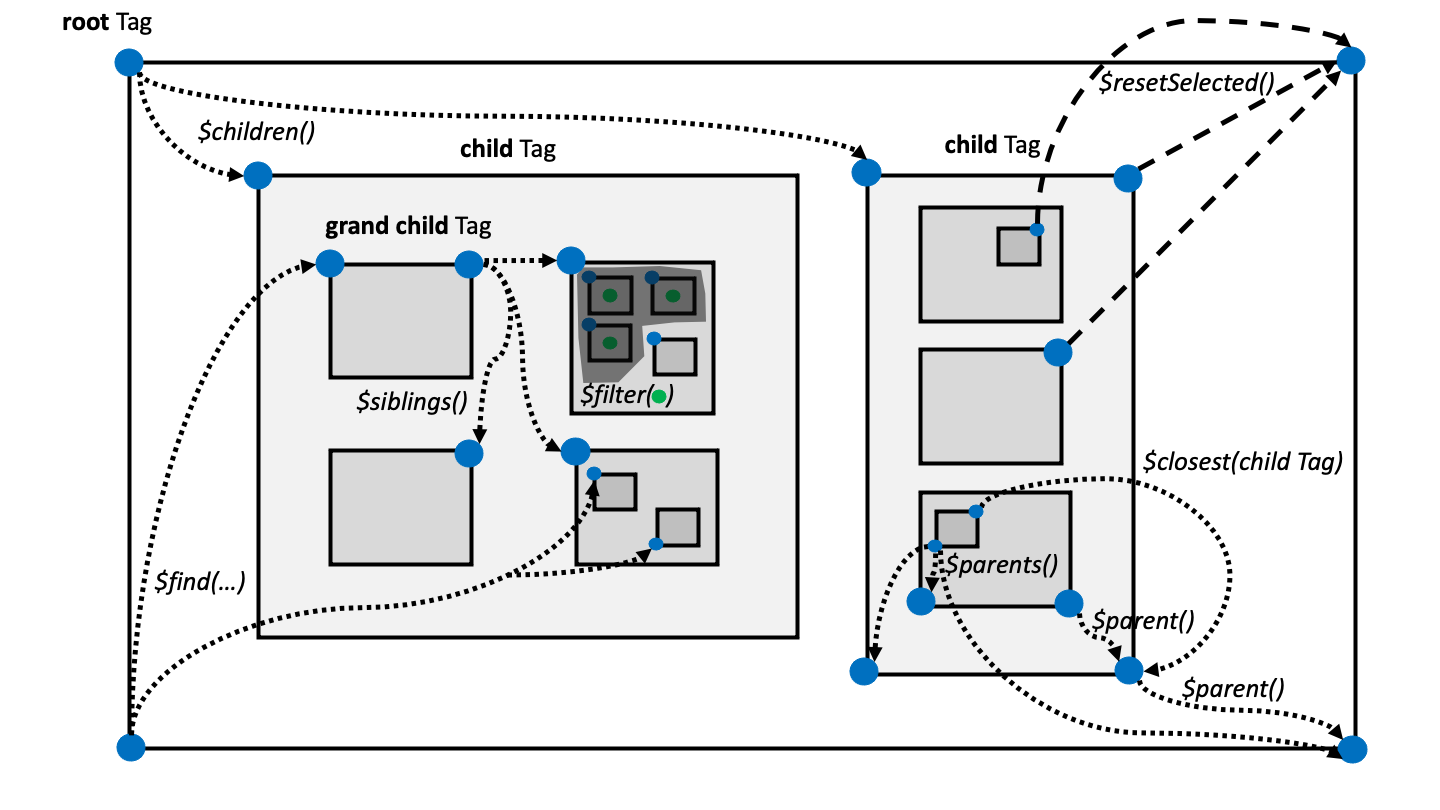 root Tag
$resetSelected()
$children()
child Tag
child Tag
grand child Tag
$siblings()
$filter( )
$closest(child Tag)
$find(...)
$parents()
$parent()
$parent()